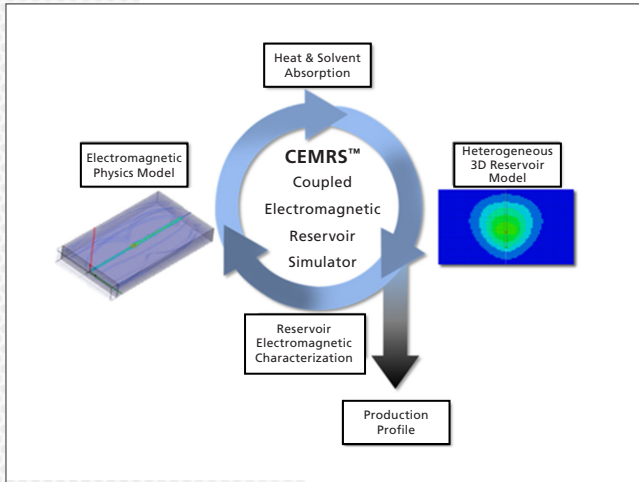 Heat & Solvent
Absorption
Electromagnetic
Physics Model
CEMRS™
Coupled
Electromagnetic
Reservoir
Simulator
Heterogeneous
3D Reservoir
Model
Reservoir
Electromagnetic
Characterization
Production
Profile